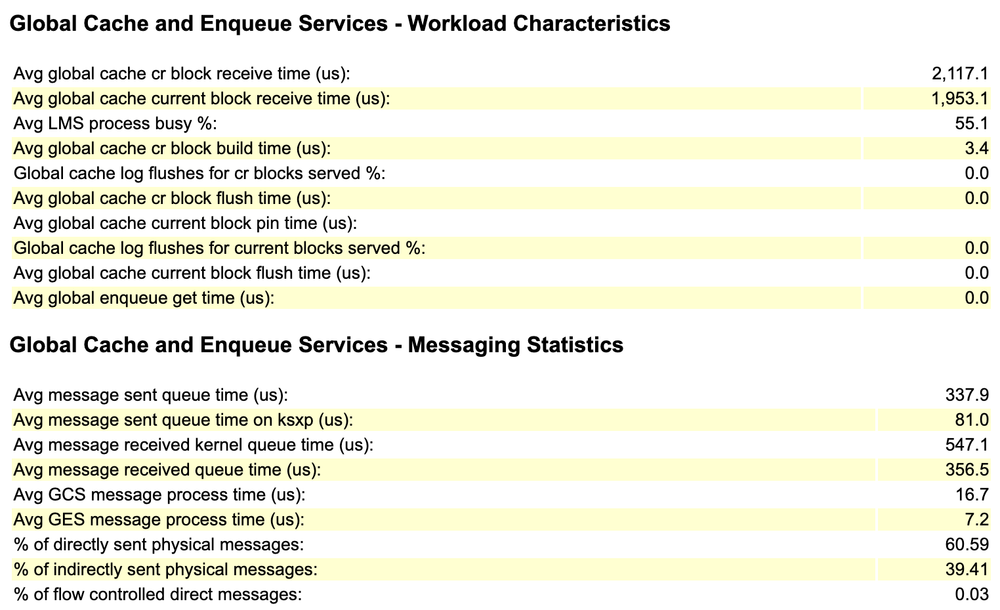 Global Cache and Enqueue Services - Workload Characteristics
Avg global cache cr block receive time (us): 2,117.1
Avg global cache current block receive time (us): 1,953.1
Avg LMS process busy %: 55.1
Avg global cache cr block build time (us): 3.4
Global cache log flushes for cr blocks served %: 0.0
Avg global cache cr block flush time (us): 0.0
Avg global cache current block pin time (us):
Global cache log flushes for current blocks served %: 0.0
Avg global cache current block flush time (us): 0.0
Avg global enqueue get time (us): 0.0
Global Cache and Enqueue Services - Messaging Statistics
Avg message sent queue time (us): 337.9
Avg message sent queue time on ksxp (us): 81.0
Avg message received kernel queue time (us): 547.1
Avg message received queue time (us): 356.5
Avg GCS message process time (us): 16.7
Avg GES message process time (us): 7.2
% of directly sent physical messages: 60.59
% of indirectly sent physical messages: 39.41
% of flow controlled direct messages: 0.03